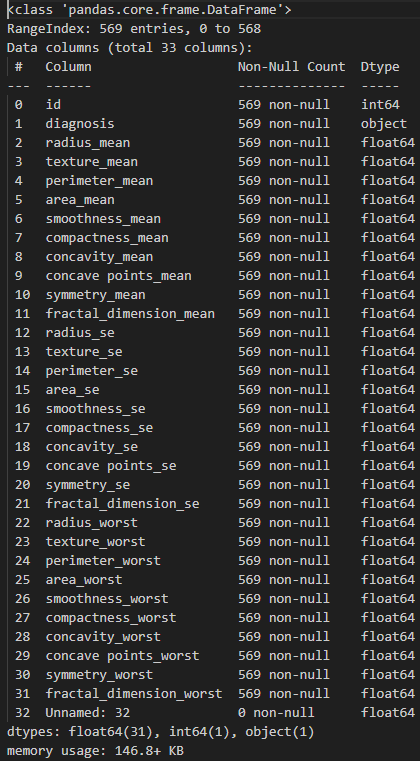 <class 'pandas.core.frame.DataFrame'>
RangeIndex: 569 entries, 0 to 568
Data columns (total 33 columns):
 #   Column                   Non-Null Count  Dtype
---  ------                   --------------  -----
 0   id                       569 non-null    int64
 1   diagnosis                569 non-null    object
 2   radius_mean              569 non-null    float64
 3   texture_mean             569 non-null    float64
 4   perimeter_mean           569 non-null    float64
 5   area_mean                569 non-null    float64
 6   smoothness_mean          569 non-null    float64
 7   compactness_mean         569 non-null    float64
 8   concavity_mean           569 non-null    float64
 9   concave points_mean      569 non-null    float64
 10  symmetry_mean            569 non-null    float64
 11  fractal_dimension_mean   569 non-null    float64
 12  radius_se                569 non-null    float64
 13  texture_se               569 non-null    float64
 14  perimeter_se             569 non-null    float64
 15  area_se                  569 non-null    float64
 16  smoothness_se            569 non-null    float64
 17  compactness_se           569 non-null    float64
 18  concavity_se             569 non-null    float64
 19  concave points_se        569 non-null    float64
 20  symmetry_se              569 non-null    float64
 21  fractal_dimension_se     569 non-null    float64
 22  radius_worst             569 non-null    float64
 23  texture_worst            569 non-null    float64
 24  perimeter_worst          569 non-null    float64
 25  area_worst               569 non-null    float64
 26  smoothness_worst         569 non-null    float64
 27  compactness_worst        569 non-null    float64
 28  concavity_worst          569 non-null    float64
 29  concave points_worst     569 non-null    float64
 30  symmetry_worst           569 non-null    float64
 31  fractal_dimension_worst  569 non-null    float64
 32  Unnamed: 32              0 non-null      float64
dtypes: float64(31), int64(1), object(1)
memory usage: 146.8+ KB